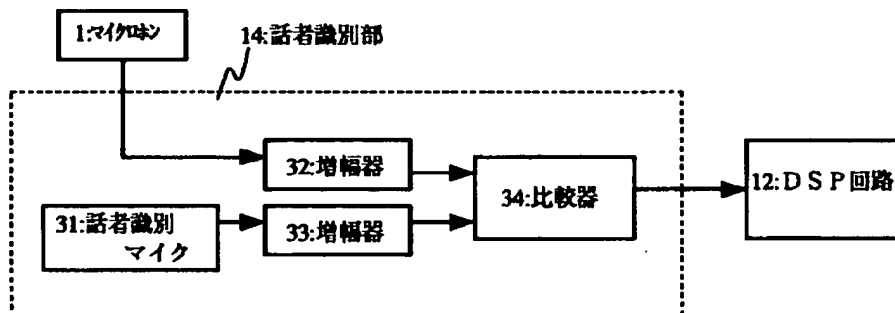 1:マイクロホン
14:話者識別部
32:増幅器
34:比較器
12:DSP回路
31:話者識別
マイク
33:増幅器